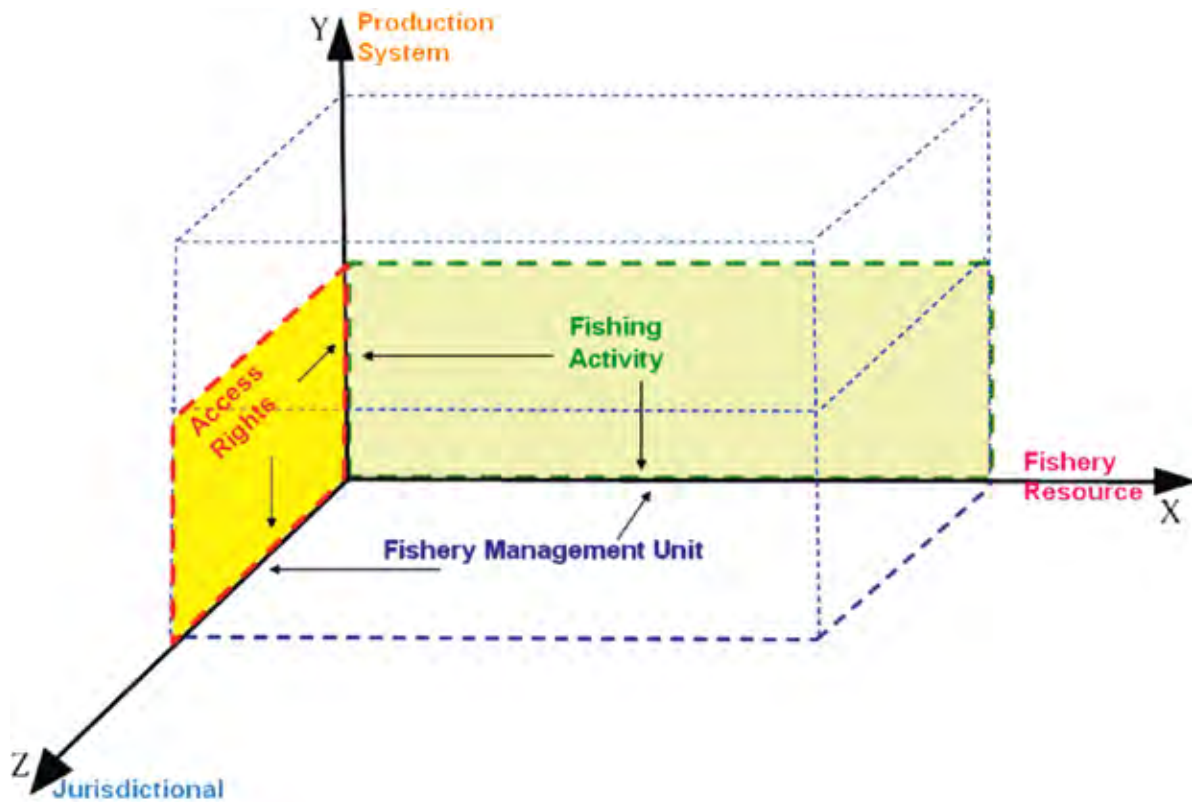 Y
Production
System
Fishing
Activity
Access
Rights
Fishery
Resource
X
Fishery Management Unit
Z
Jurisdictional